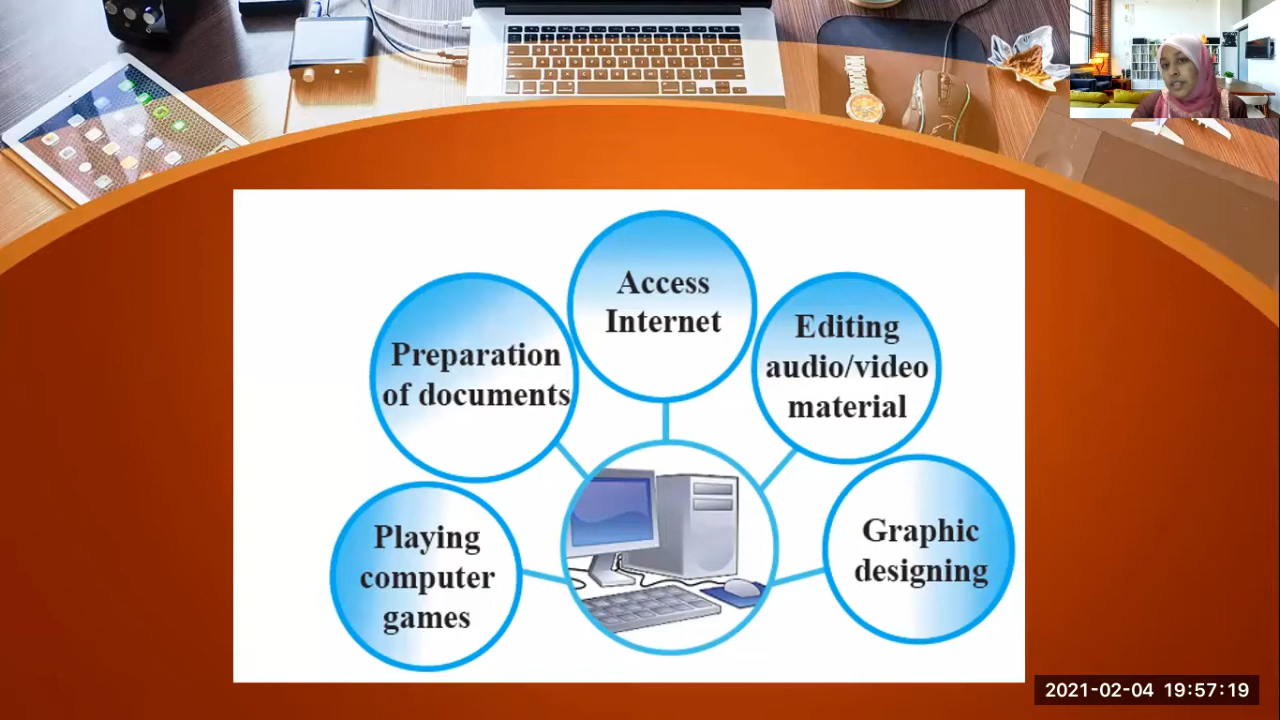 Access
Internet
Preparation
of documents
Editing
audio/video
material
Playing
computer
games
Graphic
designing
2021-02-04 19:57:19